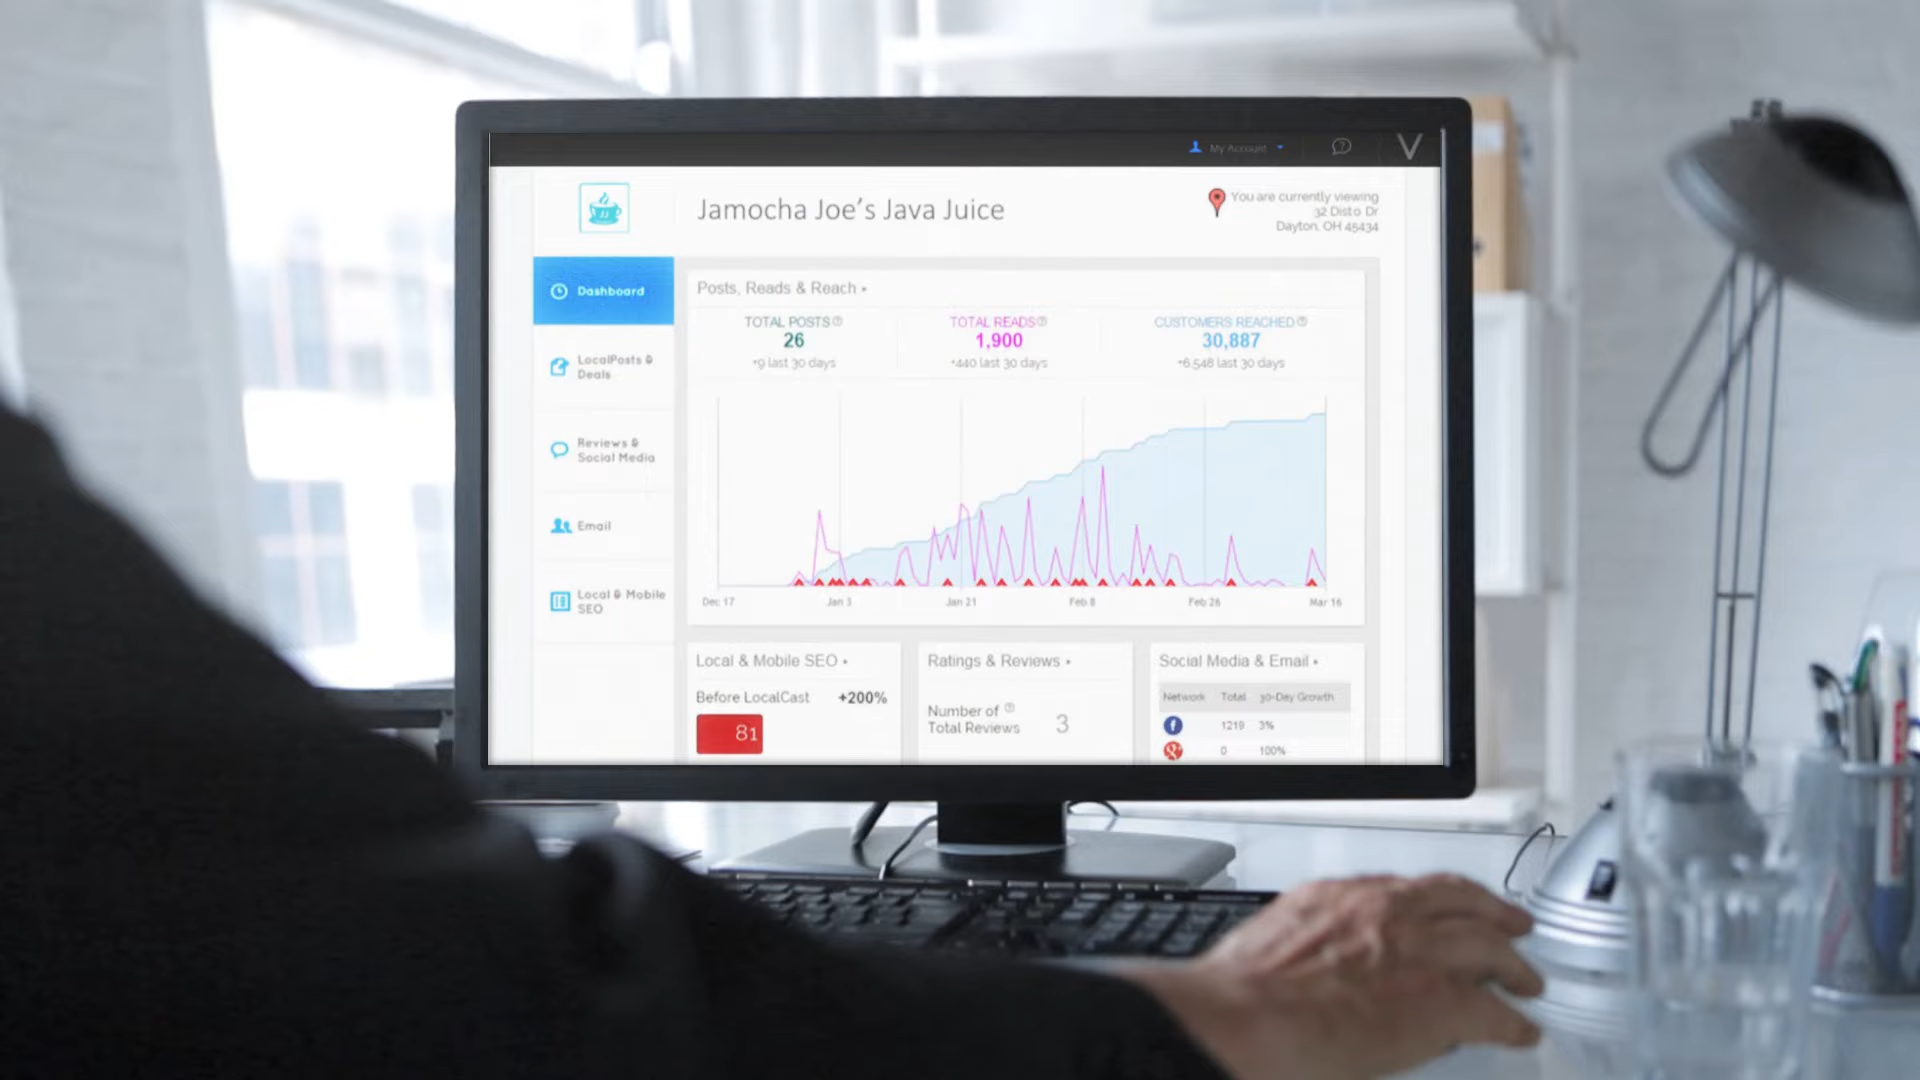 My Account
Jamocha Joe's Java Juice
You are currently viewing
32 Disto Dr
Dayton, OH 45434
Dashboard
LocalPosts &
Deals
Reviews &
Social Media
Email
Local & Mobile
SEO
Posts, Reads & Reach
TOTAL POSTS
26
+9 last 30 days
TOTAL READS
1,900
+440 last 30 days
CUSTOMERS REACHED
30,887
+6,548 last 30 days
Dec 17 Jan 3 Jan 21 Feb 8 Feb 26 Mar 16
Local & Mobile SEO
Before LocalCast +200%
81
Ratings & Reviews
Number of
Total Reviews 3
Social Media & Email
Network Total 30-Day Growth
1219 3%
0 100%